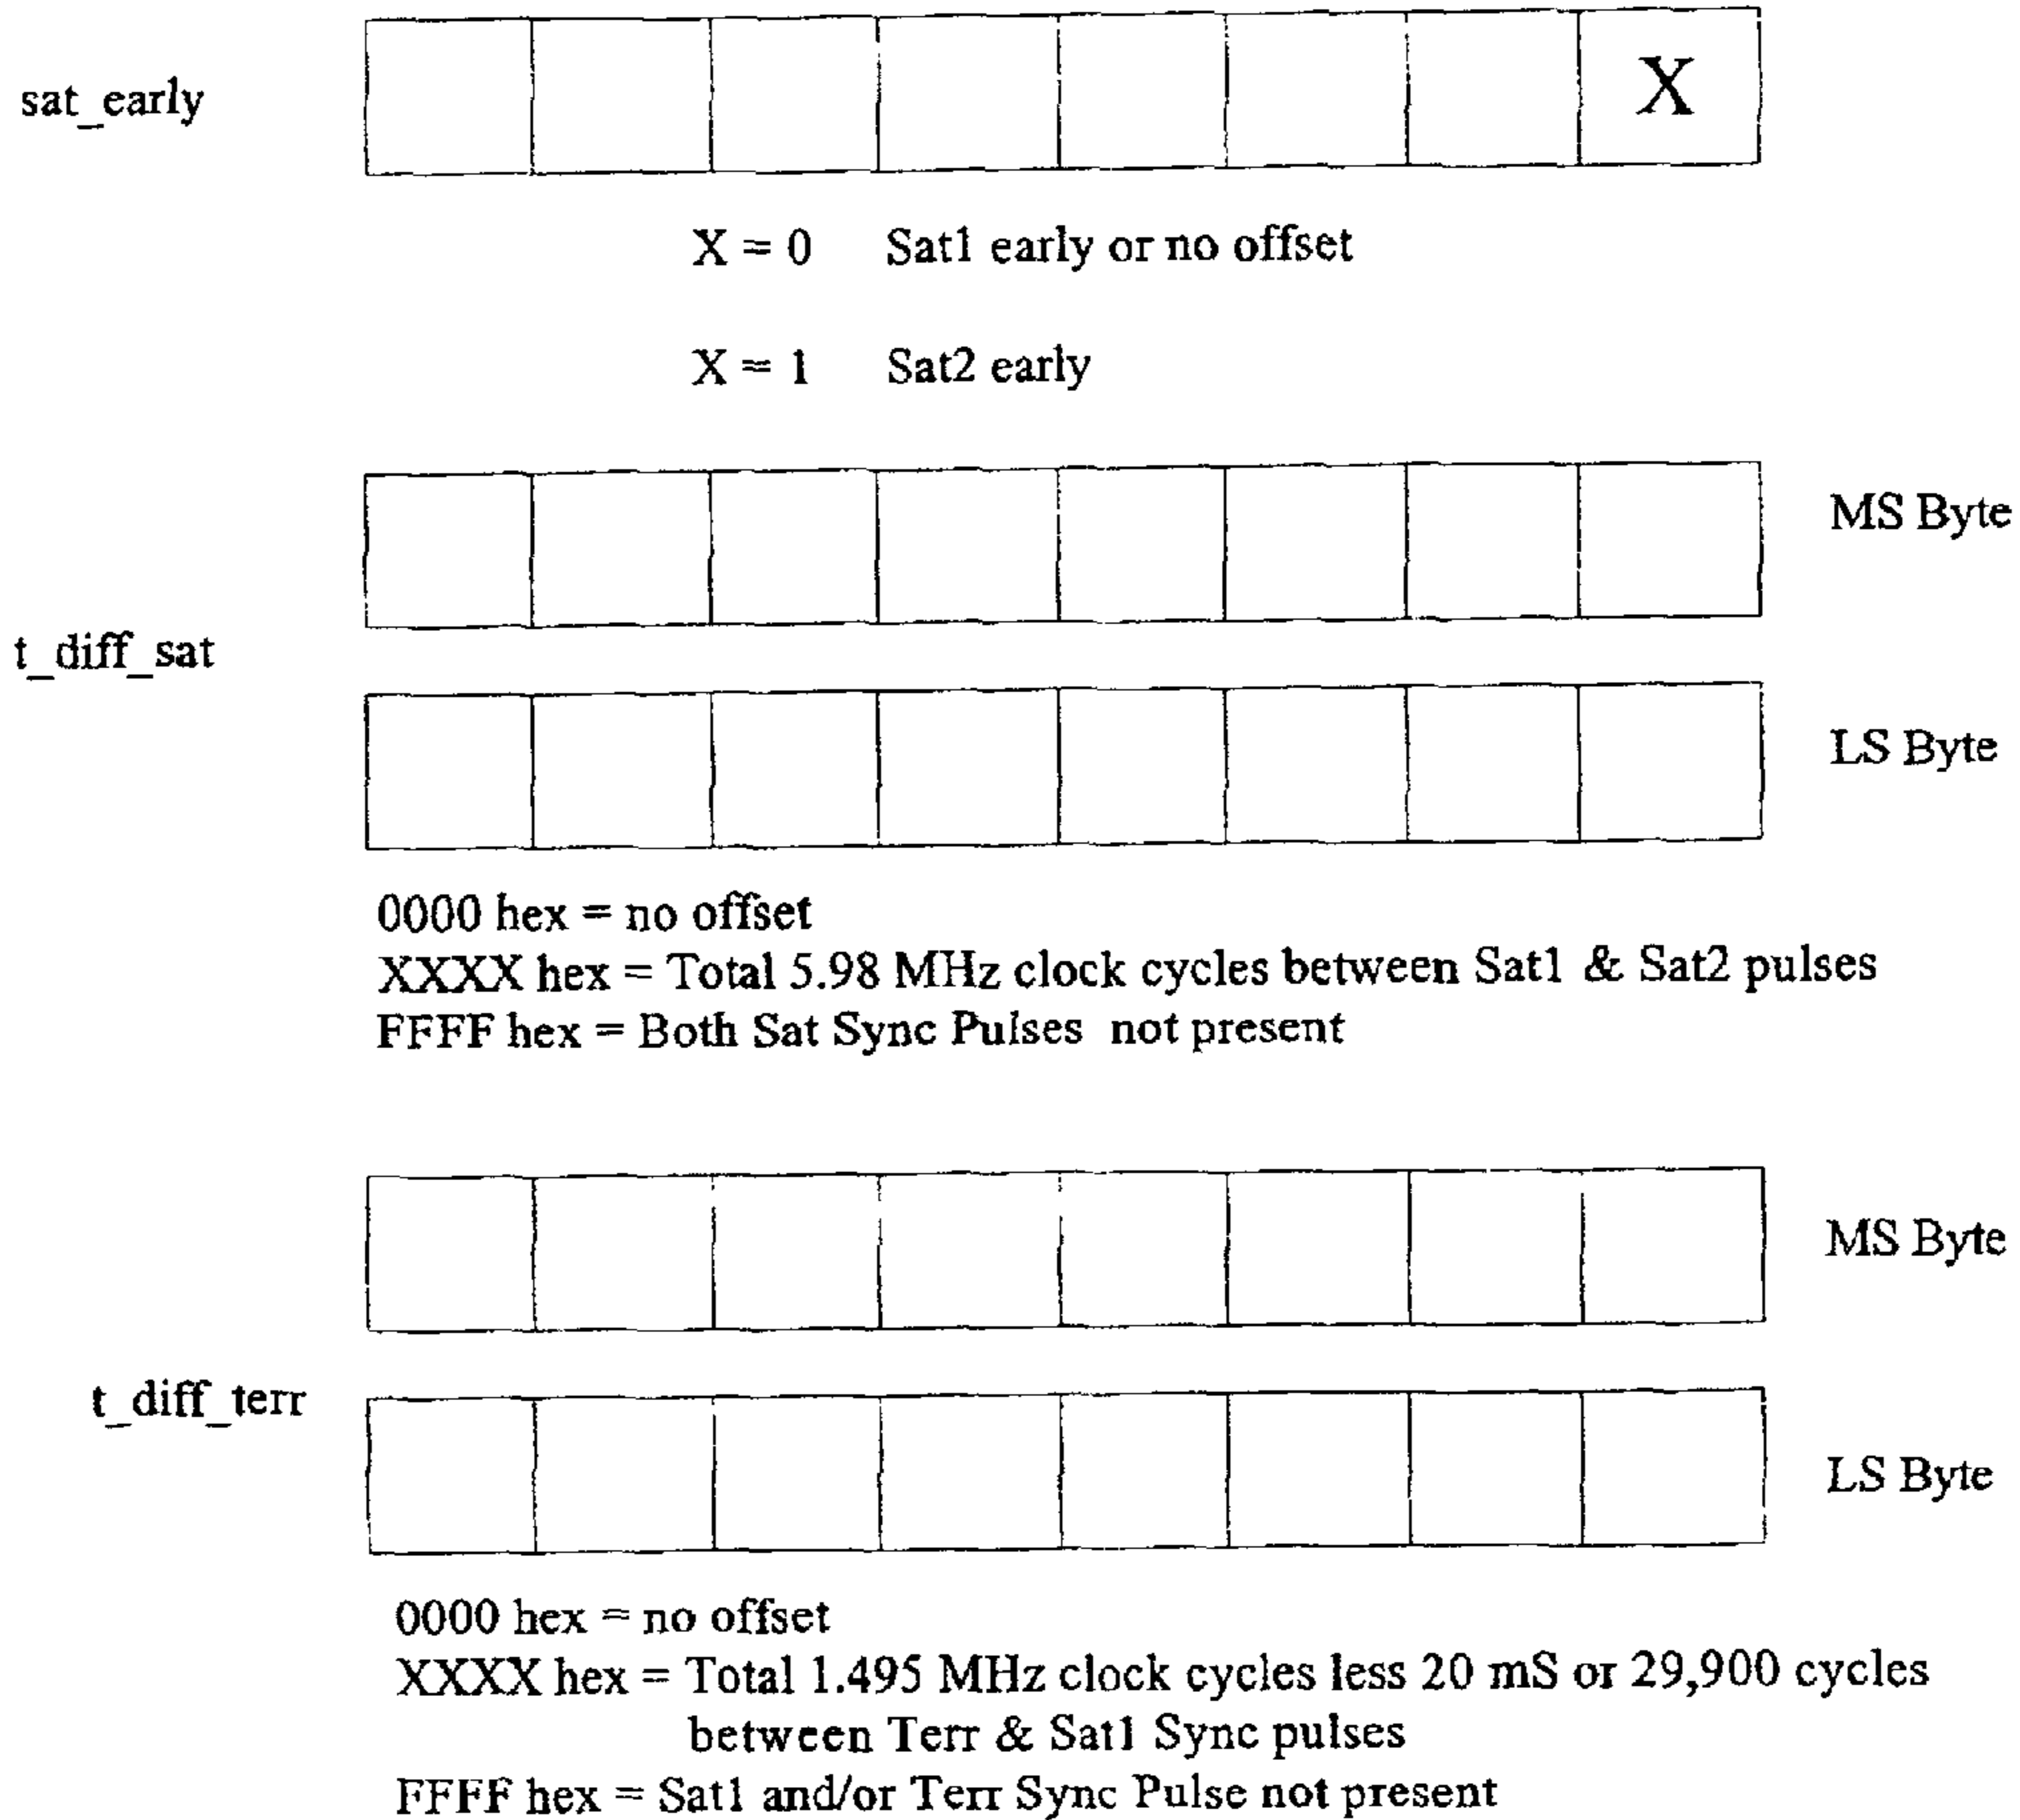 sat_early
X
X = 0 Sat1 early or no offset
X = 1 Sat2 early
MS Byte
t_diff_sat
LS Byte
0000 hex = no offset
XXXX hex = Total 5.98 MHz clock cycles between Sat1 & Sat2 pulses
FFFF hex = Both Sat Sync Pulses not present
MS Byte
t_diff_terr
LS Byte
0000 hex = no offset
XXXX hex = Total 1.495 MHz clock cycles less 20 mS or 29,900 cycles
between Terr & Sat1 Sync pulses
FFFF hex = Sat1 and/or Terr Sync Pulse not present